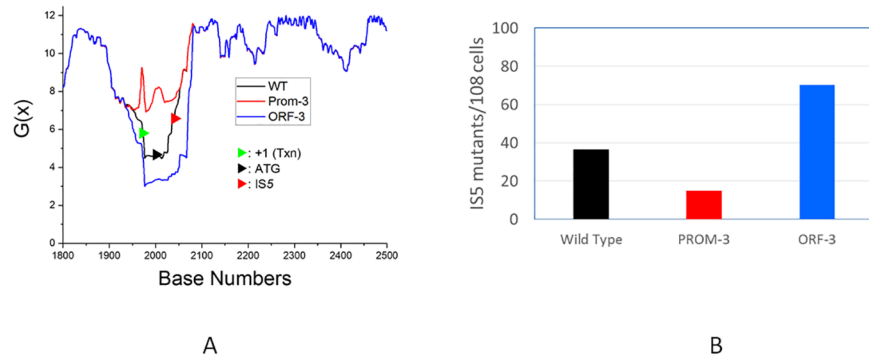 12
10
8
6
4
2
0
G(x)
WT
Prom-3
ORF-3
: +1 (Txn)
: ATG
: IS5
1800 1900 2000 2100 2200 2300 2400 2500
Base Numbers
A
100
80
60
40
20
0
IS5 mutants/108 cells
Wild Type PROM-3 ORF-3
B